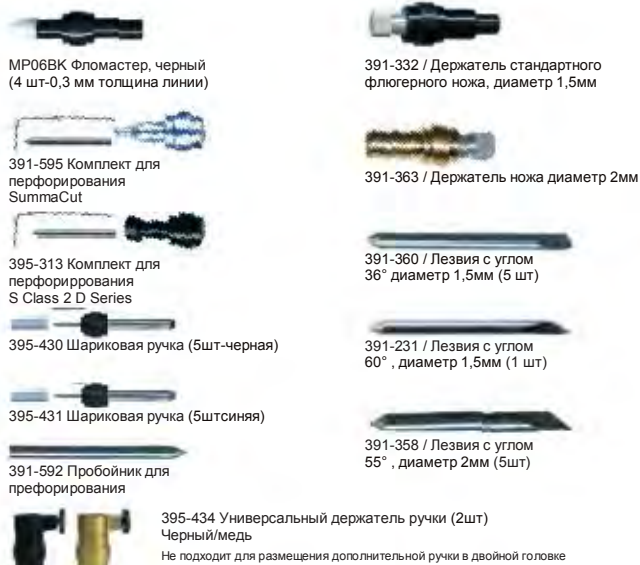 MP06BK Фломастер, черный
(4 шт-0,3 мм толщина линии)
391-595 Комплект для
перфорирования
SummaCut
395-313 Комплект для
перфориррования
S Class 2 D Series
395-430 Шариковая ручка (5шт-черная)
395-431 Шариковая ручка (5штсиняя)
391-592 Пробойник для
префорирования
391-332 / Держатель стандартного
флюгерного ножа, диаметр 1,5мм
391-363 / Держатель ножа диаметр 2мм
391-360 / Лезвия с углом
36° диаметр 1,5мм (5 шт)
391-231 / Лезвия с углом
60° , диаметр 1,5мм (1 шт)
391-358 / Лезвия с углом
55° , диаметр 2мм (5шт)
395-434 Универсальный держатель ручки (2шт)
Черный/медь
Не подходит для размещения дополнительной ручки в двойной головке